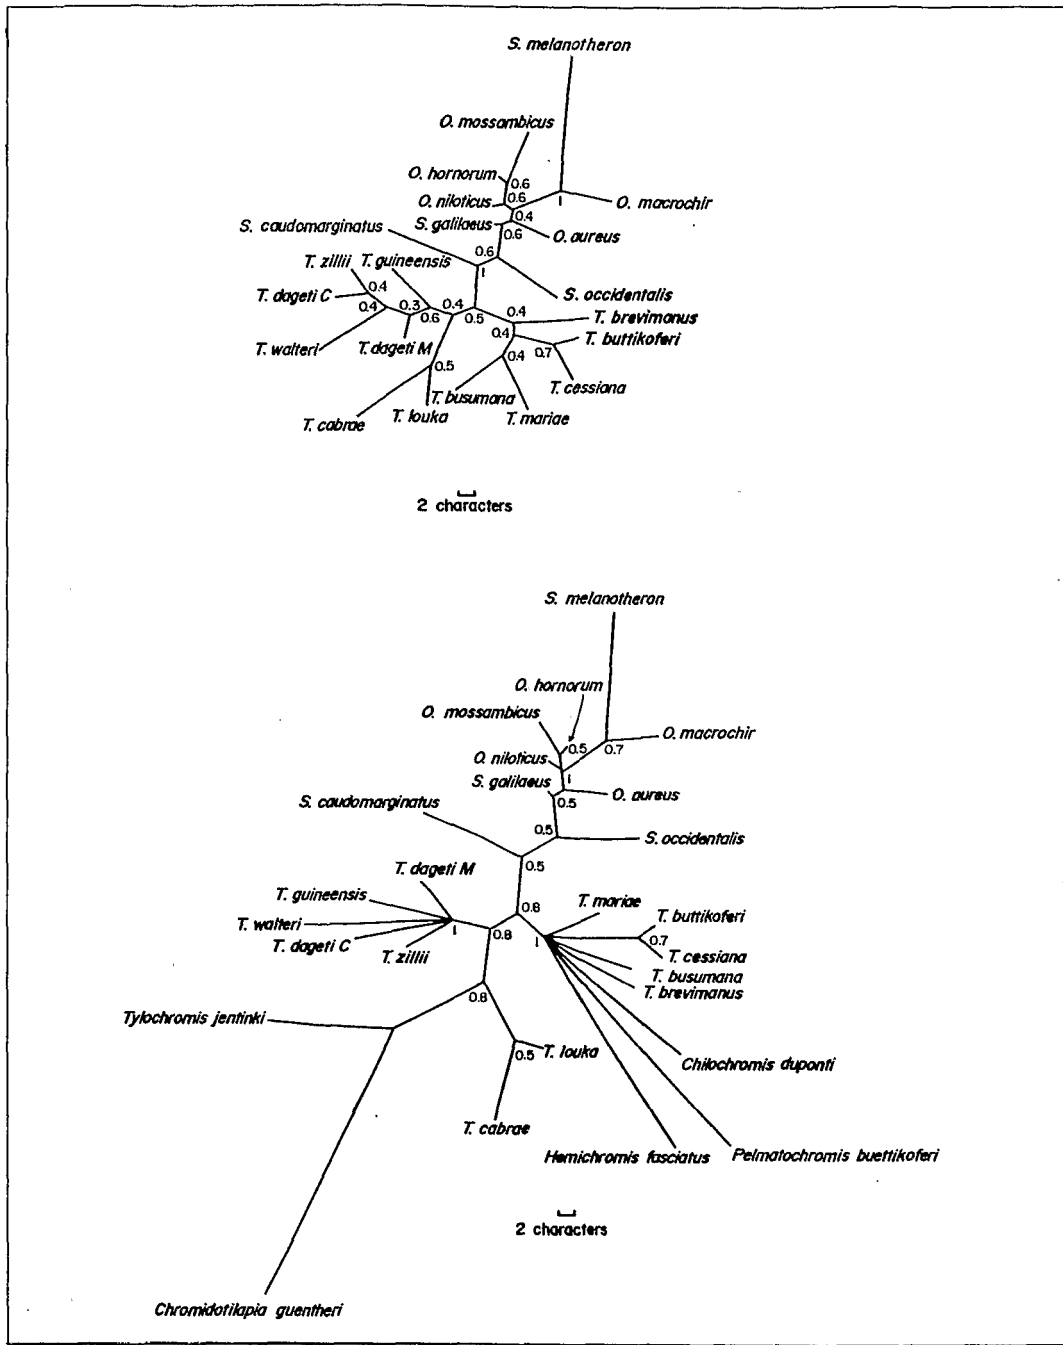 S. melanotheron
O. mossambicus
O. hornorum
0.6
O. niloticus
0.6
1
O. macrochir
S. galilaeus
0.4
S. caudomarginatus
0.6
O. aureus
0.6
T. zillii
T. guineensis
1
0.4
T. dageti C
S. occidentalis
0.3
0.4
0.4
0.4
0.6
0.5
T. brevimanus
0.4
T. buttikoferi
T. walteri
T. dageti M
0.7
0.4
0.5
T. cessiana
T. busumana
T. cabrae
T. louka
T. mariae
2 characters
S. melanotheron
O. hornorum
O. mossambicus
O. macrochir
0.5
0.7
O. niloticus
1
S. galilaeus
O. aureus
0.5
S. caudomarginatus
0.5
S. occidentalis
0.5
T. dageti M
T. guineensis
T. mariae
0.8
T. buttikoferi
T. walteri
1
0.8
1
0.7
T. dageti C
T. zillii
T. cessiana
T. busumana
T. brevimanus
0.8
Tylochromis jentinki
0.5
T. louka
Chilochromis duponti
T. cabrae
Hemichromis fasciatus
Pelmatochromis buettikoferi
2 characters
Chromidotilapia guentheri